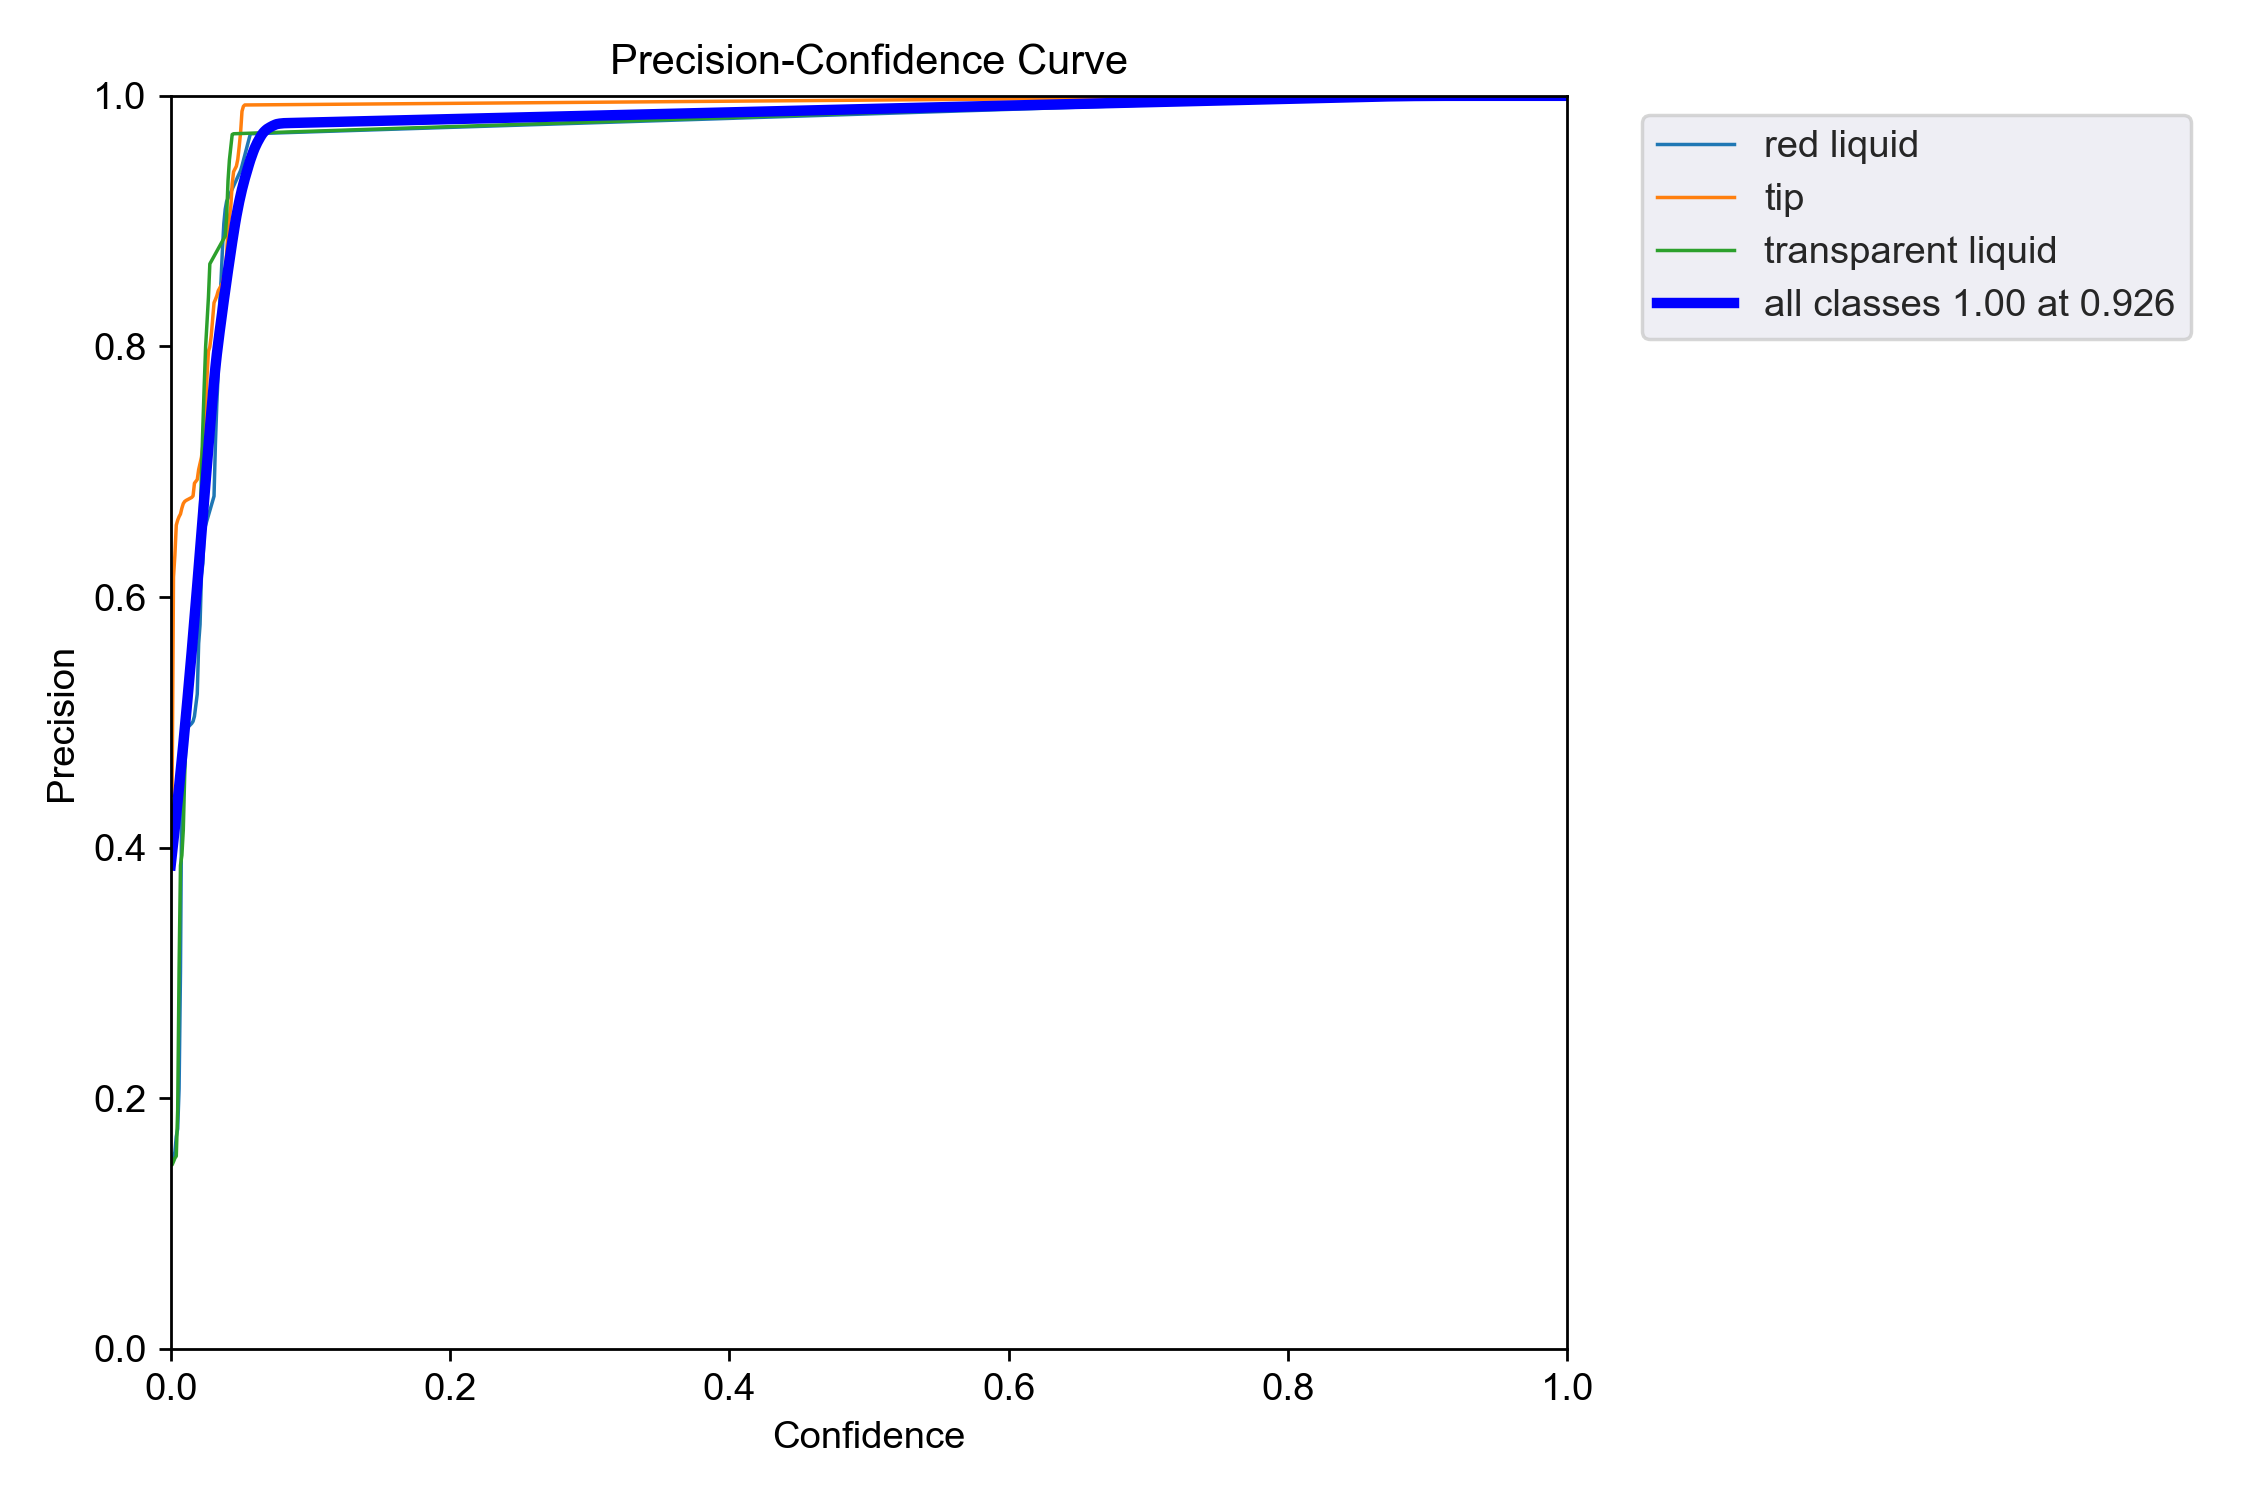 Precision-Confidence Curve
1.0
0.8
0.6
0.4
0.2
0.0
Precision
0.0 0.2 0.4 0.6 0.8 1.0
Confidence
red liquid
tip
transparent liquid
all classes 1.00 at 0.926